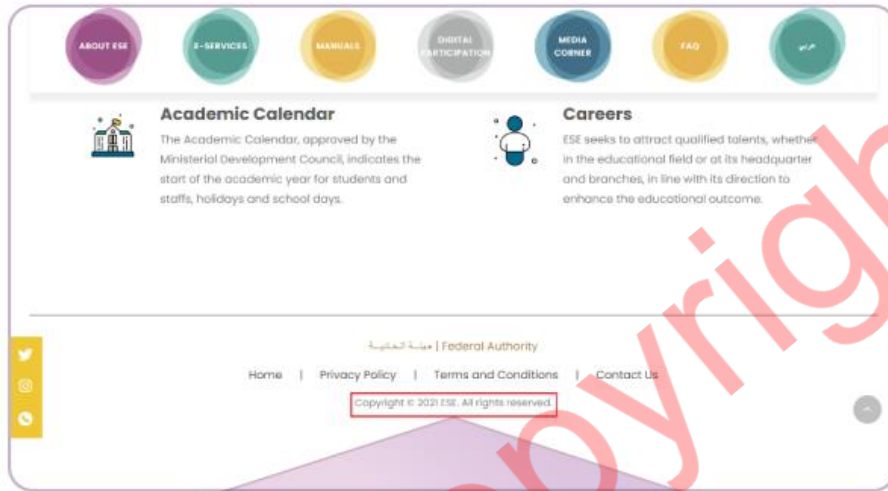 ABOUT ESE
E-SERVICES
MANUALS
DIGITAL
PARTICIPATION
MEDIA
CORNER
FAQ
عربي
Academic Calendar
The Academic Calendar, approved by the
Ministerial Development Council, indicates the
start of the academic year for students and
staffs, holidays and school days.
Careers
ESE seeks to attract qualified talents, whether
in the educational field or at its headquarter
and branches, in line with its direction to
enhance the educational outcome.
هيئة اتحادية | Federal Authority
Home | Privacy Policy | Terms and Conditions | Contact Us
Copyright © 2021 ESE. All rights reserved.
opyrigh